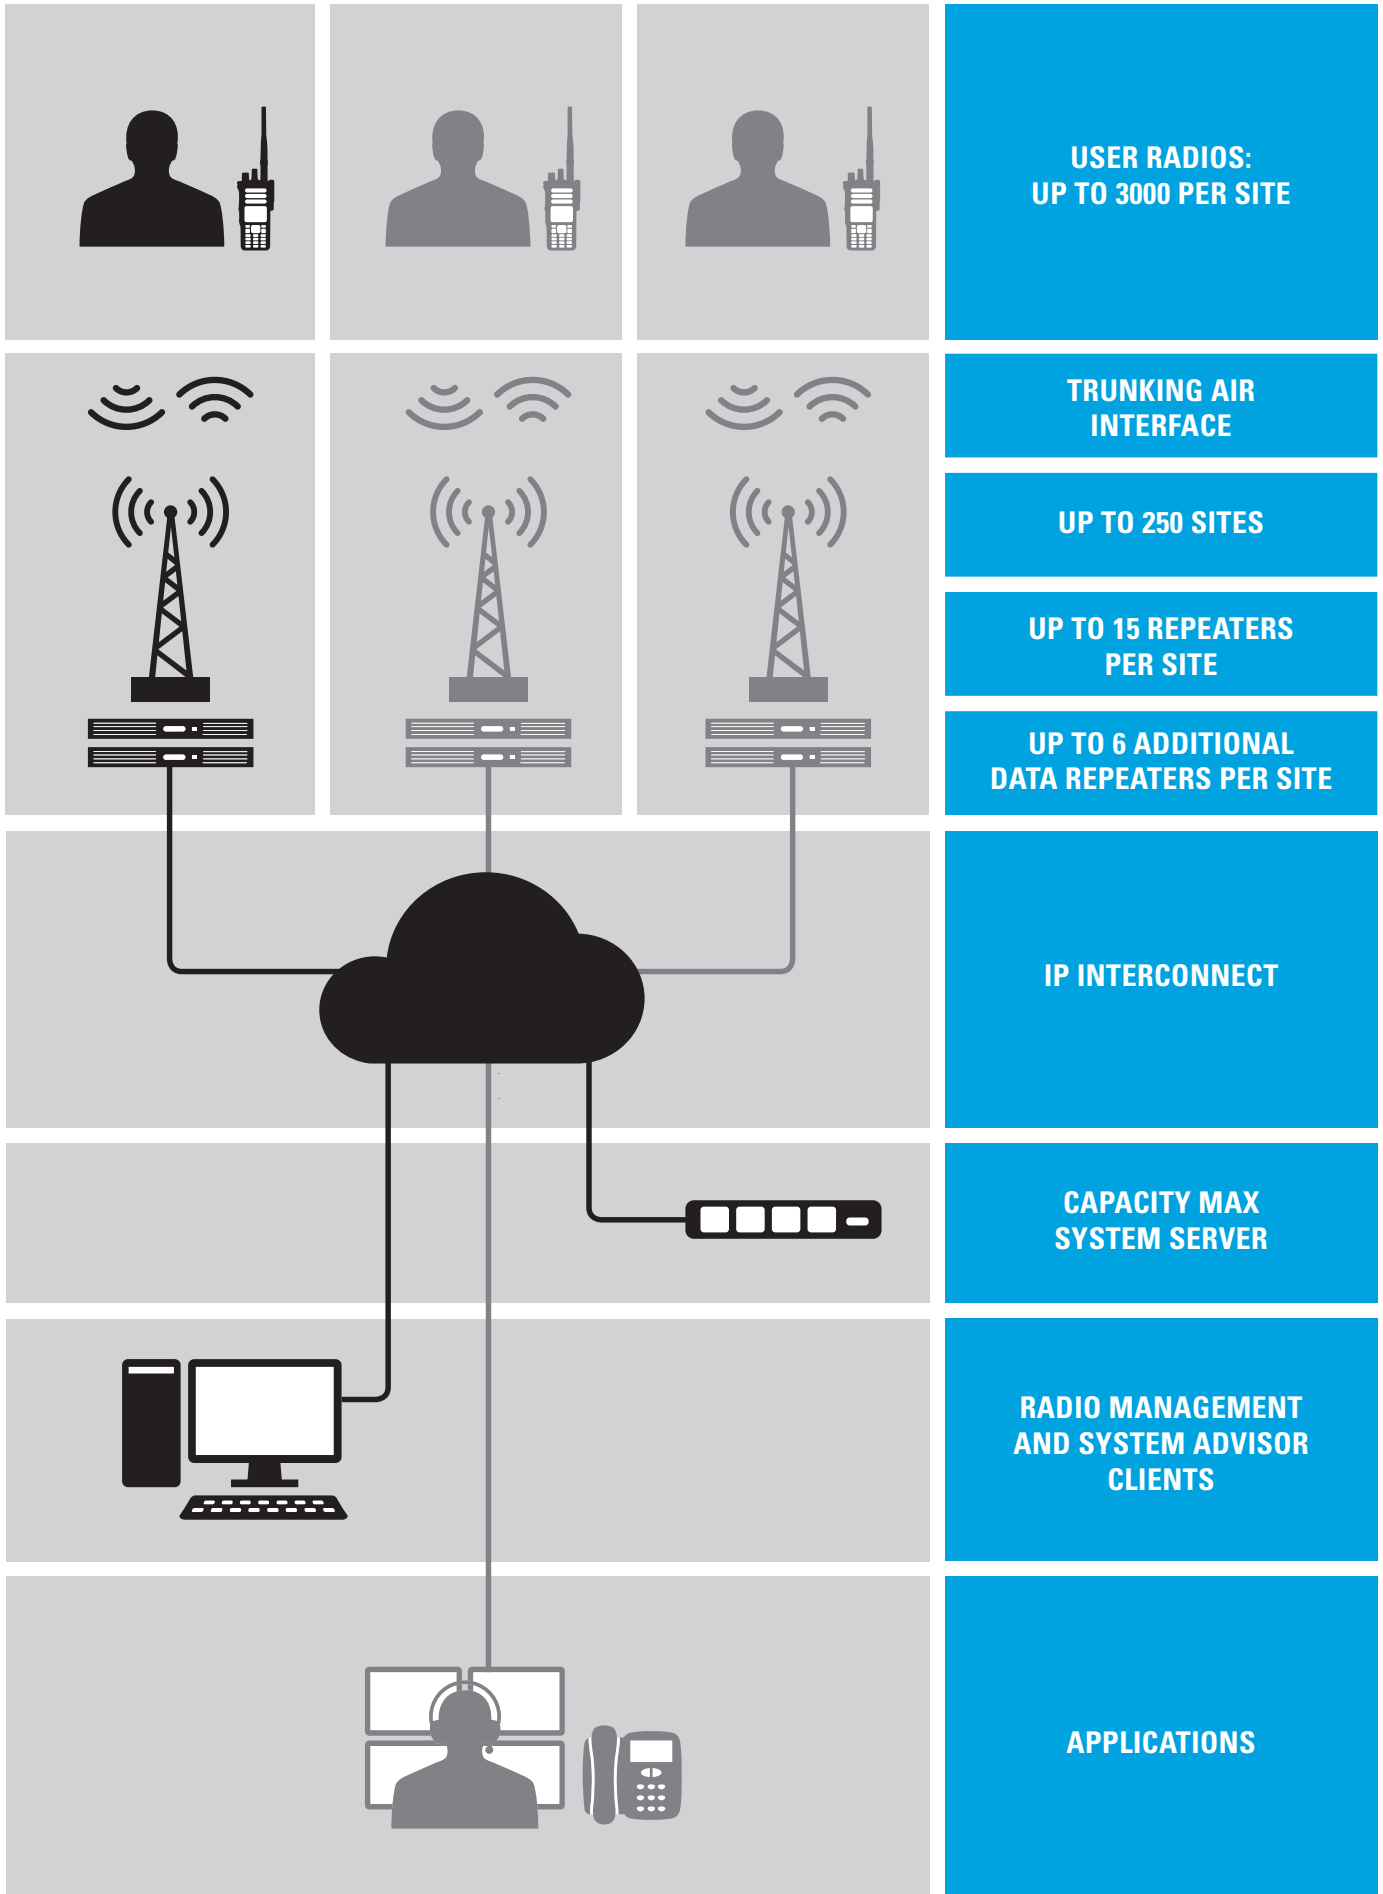 USER RADIOS:
UP TO 3000 PER SITE
TRUNKING AIR
INTERFACE
UP TO 250 SITES
UP TO 15 REPEATERS
PER SITE
UP TO 6 ADDITIONAL
DATA REPEATERS PER SITE
IP INTERCONNECT
CAPACITY MAX
SYSTEM SERVER
RADIO MANAGEMENT
AND SYSTEM ADVISOR
CLIENTS
APPLICATIONS